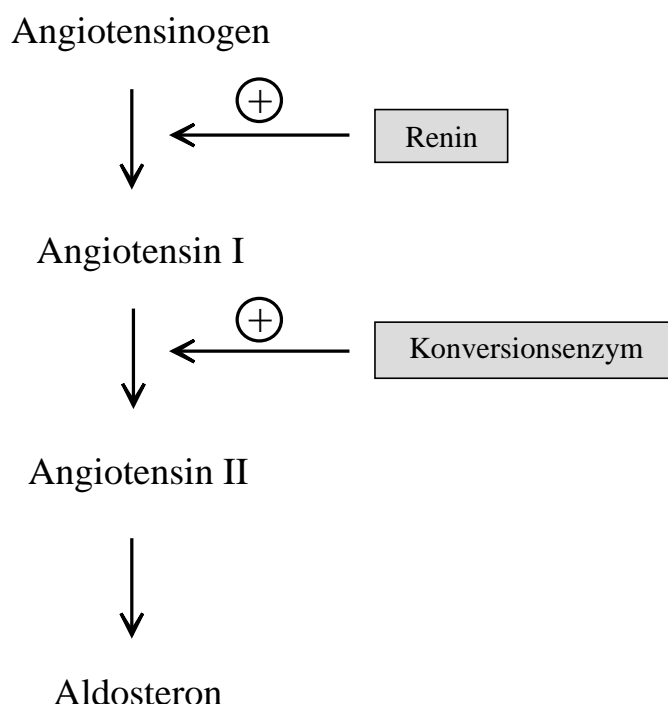 Angiotensinogen
+
Renin
Angiotensin I
+
Konversionsenzym
Angiotensin II
Aldosteron